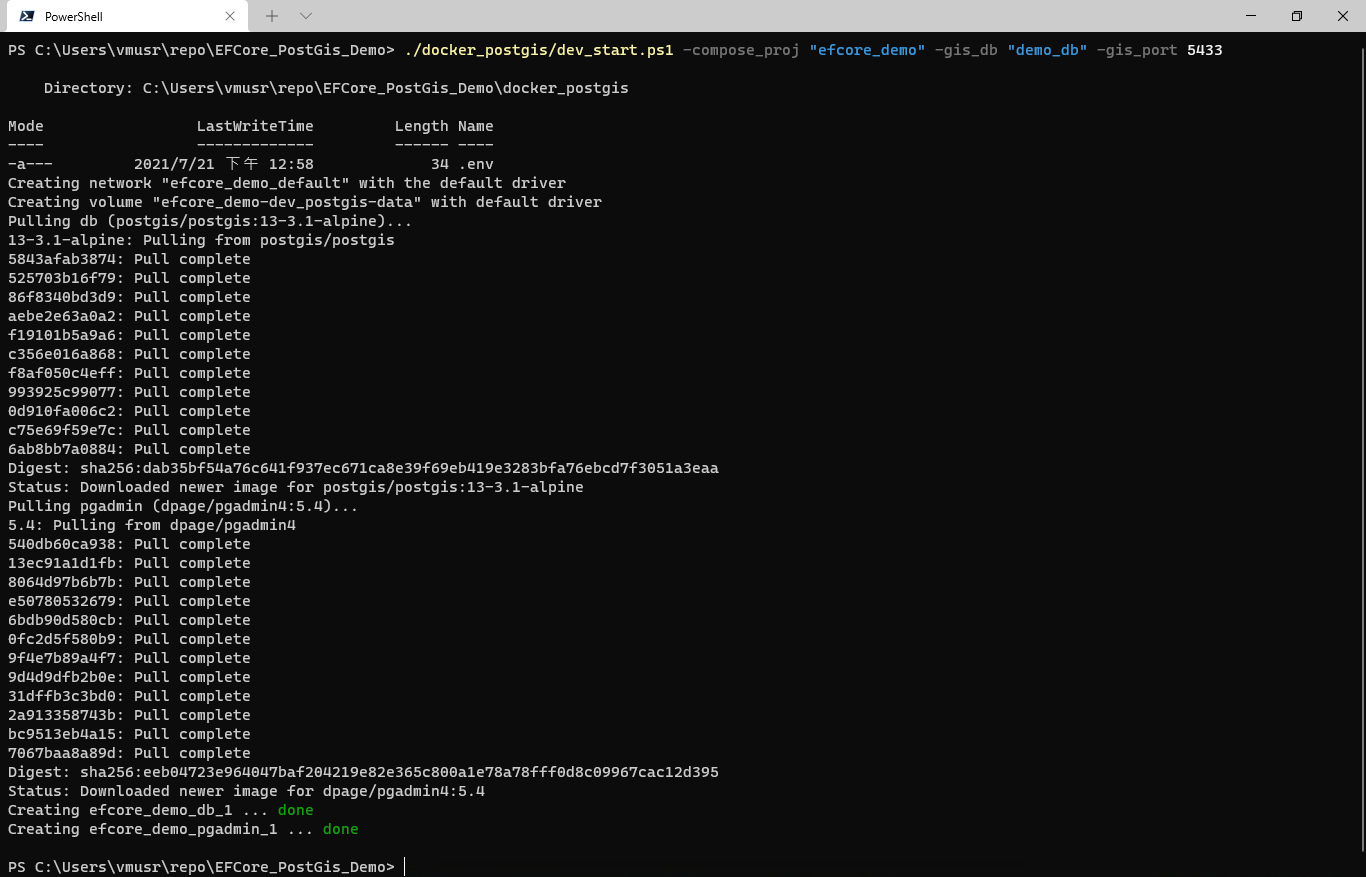 PowerShell
PS C:\Users\vmusr\repo\EFCore_PostGis_Demo> ./docker_postgis/dev_start.ps1 -compose_proj "efcore_demo" -gis_db "demo_db" -gis_port 5433
Directory: C:\Users\vmusr\repo\EFCore_PostGis_Demo\docker_postgis
Mode                 LastWriteTime         Length Name
----                 -------------         ------ ----
-a---         2021/7/21 下午 12:58             34 .env
Creating network "efcore_demo_default" with the default driver
Creating volume "efcore_demo-dev_postgis-data" with default driver
Pulling db (postgis/postgis:13-3.1-alpine)...
13-3.1-alpine: Pulling from postgis/postgis
5843afab3874: Pull complete
525703b16f79: Pull complete
86f8340bd3d9: Pull complete
aebe2e63a0a2: Pull complete
f19101b5a9a6: Pull complete
c356e016a868: Pull complete
f8af050c4eff: Pull complete
993925c99077: Pull complete
0d910fa006c2: Pull complete
c75e69f59e7c: Pull complete
6ab8bb7a0884: Pull complete
Digest: sha256:dab35bf54a76c641f937ec671ca8e39f69eb419e3283bfa76ebcd7f3051a3eaa
Status: Downloaded newer image for postgis/postgis:13-3.1-alpine
Pulling pgadmin (dpage/pgadmin4:5.4)...
5.4: Pulling from dpage/pgadmin4
540db60ca938: Pull complete
13ec91a1d1fb: Pull complete
8064d97b6b7b: Pull complete
e50780532679: Pull complete
6bdb90d580cb: Pull complete
0fc2d5f580b9: Pull complete
9f4e7b89a4f7: Pull complete
9d4d9dfb2b0e: Pull complete
31dffb3c3bd0: Pull complete
2a913358743b: Pull complete
bc9513eb4a15: Pull complete
7067baa8a89d: Pull complete
Digest: sha256:eeb04723e964047baf204219e82e365c800a1e78a78fff0d8c09967cac12d395
Status: Downloaded newer image for dpage/pgadmin4:5.4
Creating efcore_demo_db_1 ... done
Creating efcore_demo_pgadmin_1 ... done
PS C:\Users\vmusr\repo\EFCore_PostGis_Demo>